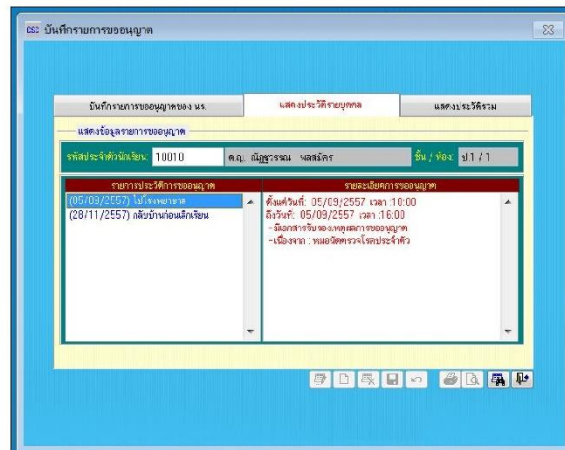 บันทึกรายการขออนุญาต
บันทึกรายการขออนุญาตของ นร.
แสดงประวัติรายบุคคล
แสดงประวัติรวม
แสดงข้อมูลรายการขออนุญาต
รหัสประจำตัวนักเรียน: 10010 ด.ญ. ณัฎฐวรรณ พลสมัคร ชั้น / ห้อง: ป.1 / 1
รายการประวัติการขออนุญาต
(05/09/2557) ไปโรงพยาบาล
(28/11/2557) กลับบ้านก่อนเลิกเรียน
รายละเอียดการขออนุญาต
ตั้งแต่วันที่: 05/09/2557 เวลา :10:00
ถึงวันที่: 05/09/2557 เวลา :16:00
- มีเอกสารรับรองเหตุผลการขออนุญาต
- เนื่องจาก : หมอนัดตรวจโรคประจำตัว